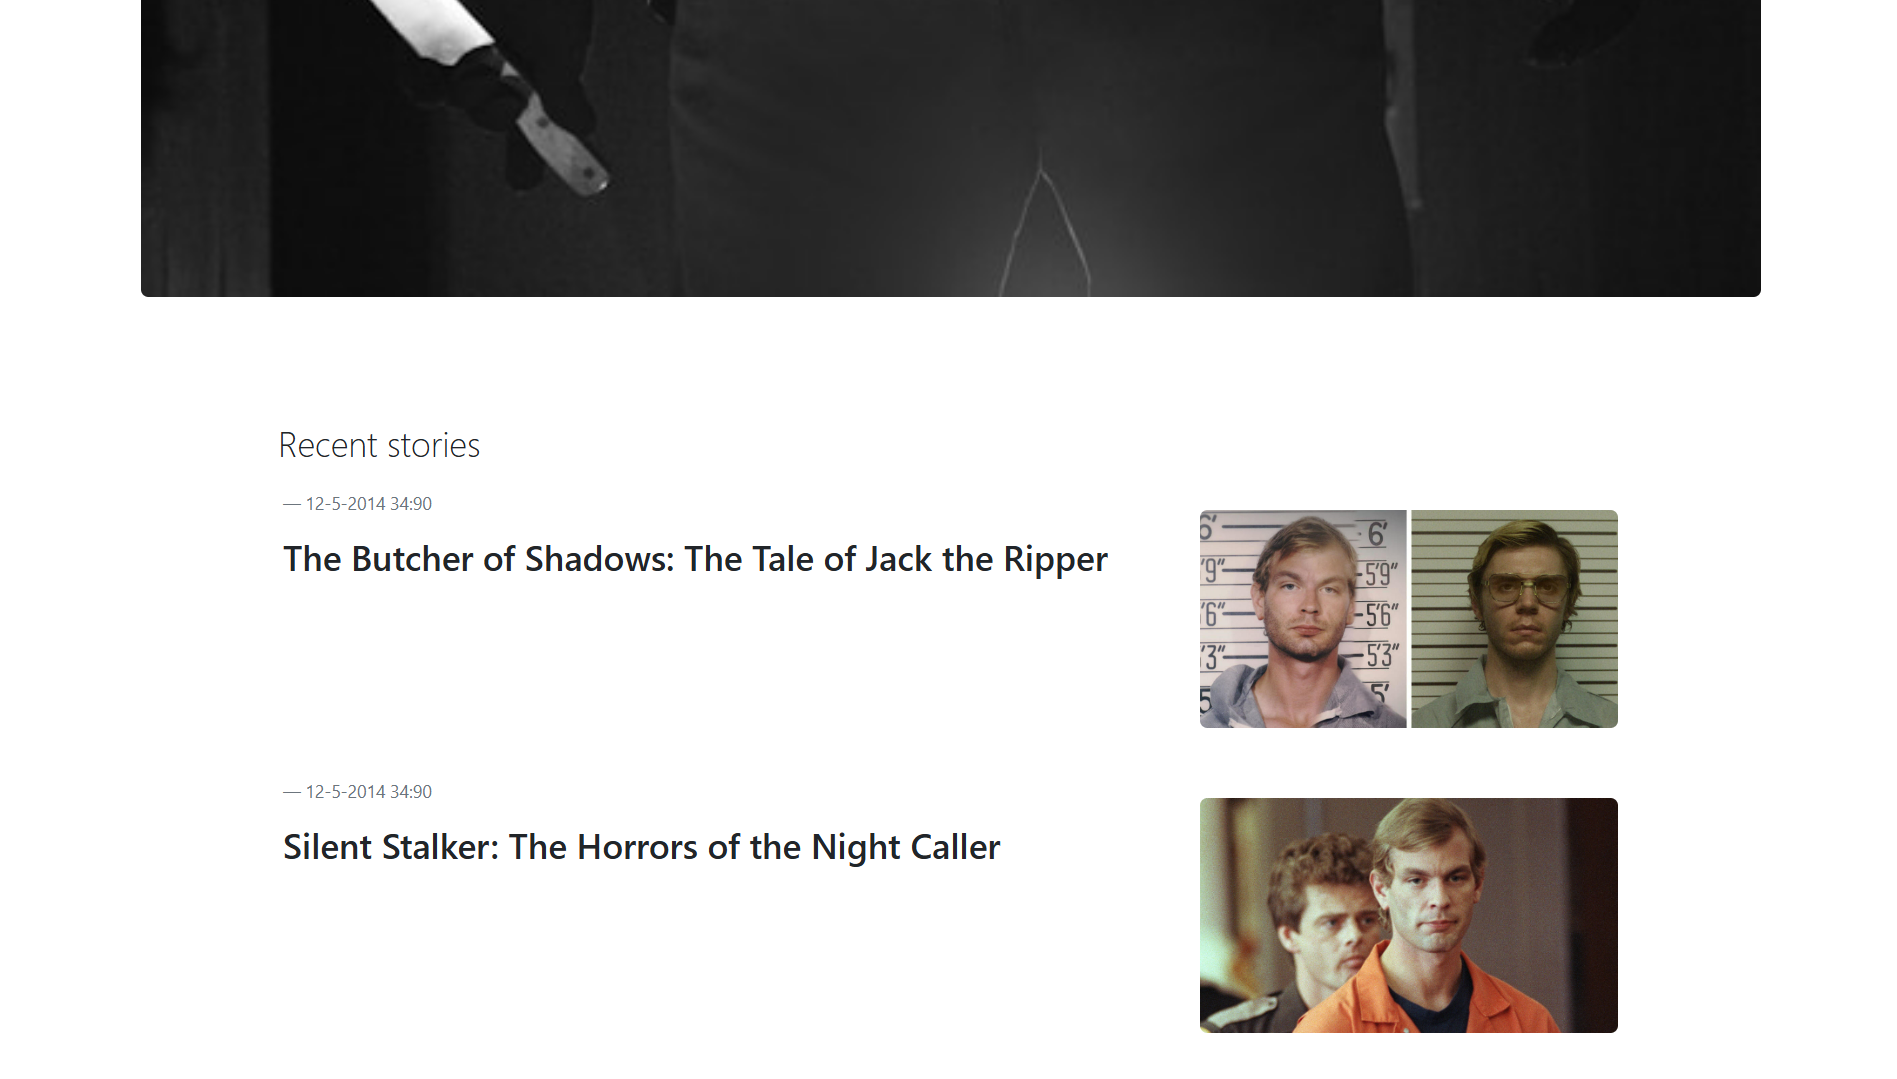 Recent stories
— 12-5-2014 34:90
The Butcher of Shadows: The Tale of Jack the Ripper
6' 6'
'9" 5'9"
'6" 5'6"
'3" 5'3"
5 5'
— 12-5-2014 34:90
Silent Stalker: The Horrors of the Night Caller